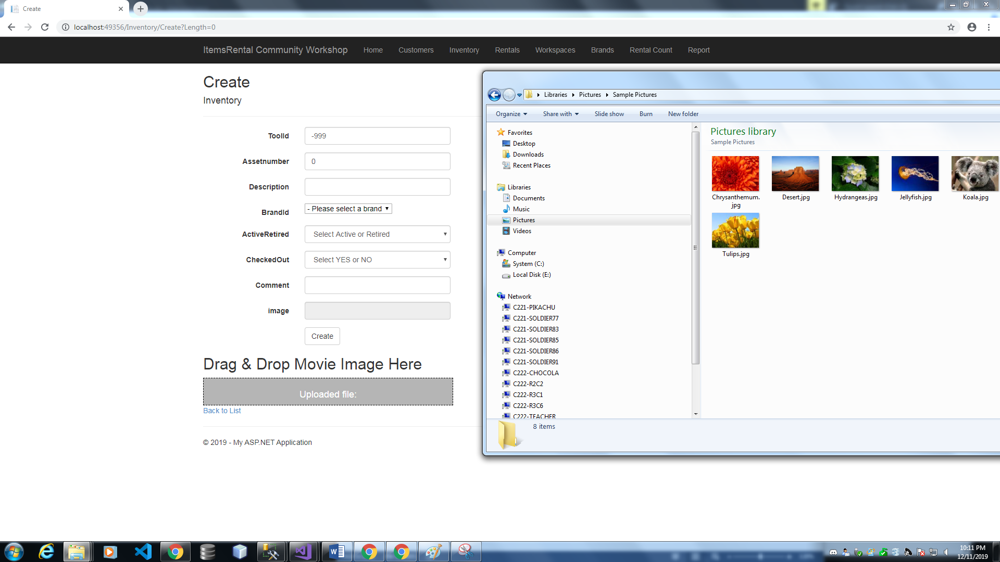 Create
localhost:49356/Inventory/Create?Length=0
ItemsRental Community Workshop Home Customers Inventory Rentals Workspaces Brands Rental Count Report
Create
Inventory
ToolId -999
Assetnumber 0
Description
BrandId - Please select a brand
ActiveRetired Select Active or Retired
CheckedOut Select YES or NO
Comment
image
Create
Drag & Drop Movie Image Here
Uploaded file:
Back to List
© 2019 - My ASP.NET Application
Libraries Pictures Sample Pictures
Organize Share with Slide show Burn New folder
Favorites
Desktop
Downloads
Recent Places
Libraries
Documents
Music
Pictures
Videos
Computer
System (C:)
Local Disk (E:)
Network
C221-PIKACHU
C221-SOLDIER77
C221-SOLDIER83
C221-SOLDIER85
C221-SOLDIER86
C221-SOLDIER91
C222-CHOCOLA
C222-R2C2
C222-R3C1
C222-R3C6
C222-TEACHER
Pictures library
Sample Pictures
Chrysanthemum.
jpg
Desert.jpg
Hydrangeas.jpg
Jellyfish.jpg
Koala.jpg
Tulips.jpg
8 items
10:11 PM
12/11/2019